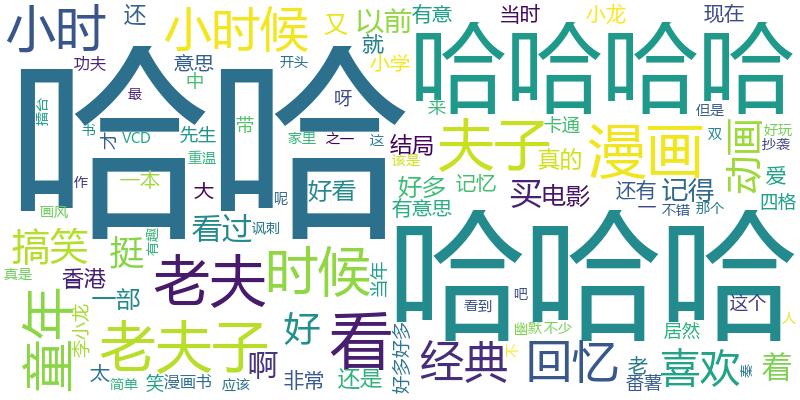 小时 还 小时候 又 以前 有意 当时 小龙 现在
就
功夫 意思 开头 小学 哈哈哈哈
哈哈 中
最 呀 来 但是
擂台 书 才 VCD 先生 带 家里 之一 这 结局 夫子 卡通 漫画 双 好玩
重温 该是 真的 动画 抄袭
作 一本 大 呢 好看 好多 记忆 买 电影 还有 记得 爱
画风 有意思 一 不错 那个 四格
搞笑 挺 有趣 看过 讽刺 哈哈哈
真是 香港 老夫 时候 当年
童年 李小龙 一部 好 看 看到 吧 这个
老夫子 好多好多 幽默 不少 居然 人
啊 经典 不 回忆 老 喜欢 秦 着
太 简单 笑 漫画书 应该 非常 还是 番薯